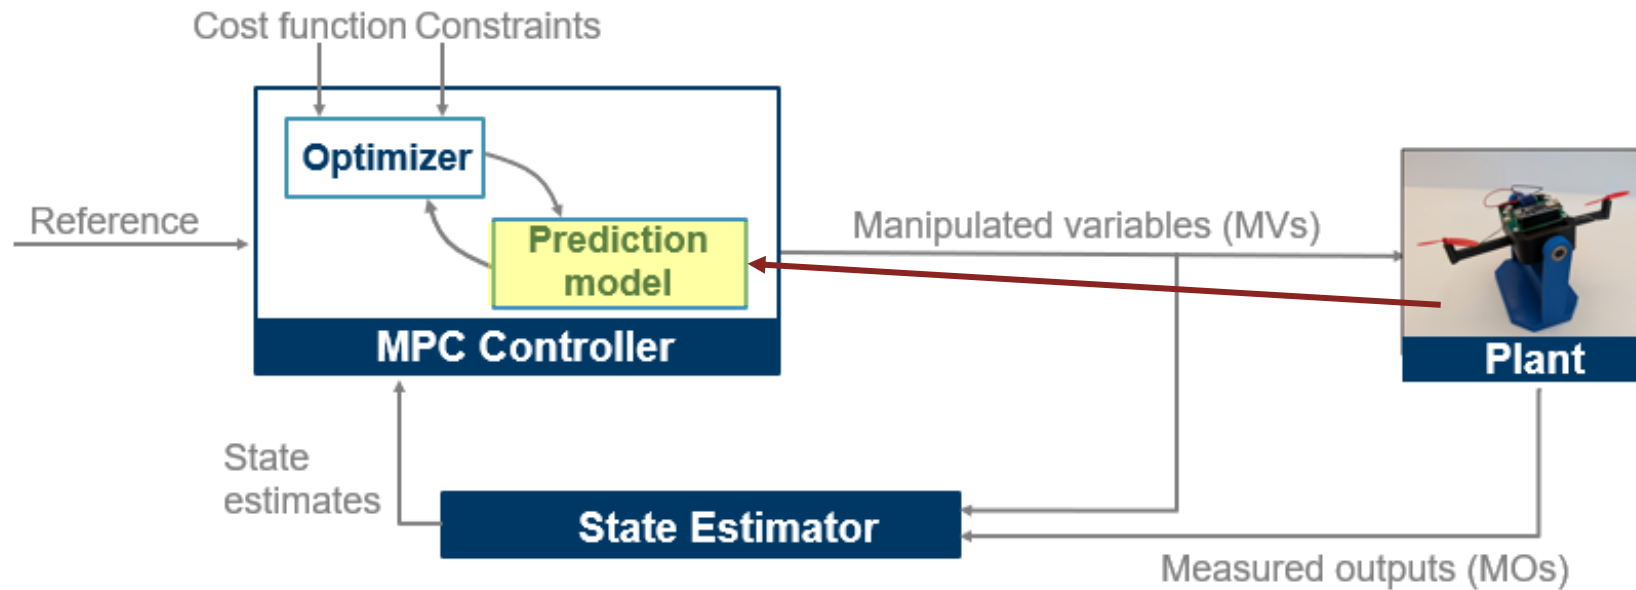 Cost function Constraints
Optimizer
Reference
Prediction
model
Manipulated variables (MVs)
MPC Controller
Plant
State
estimates
State Estimator
Measured outputs (MOs)